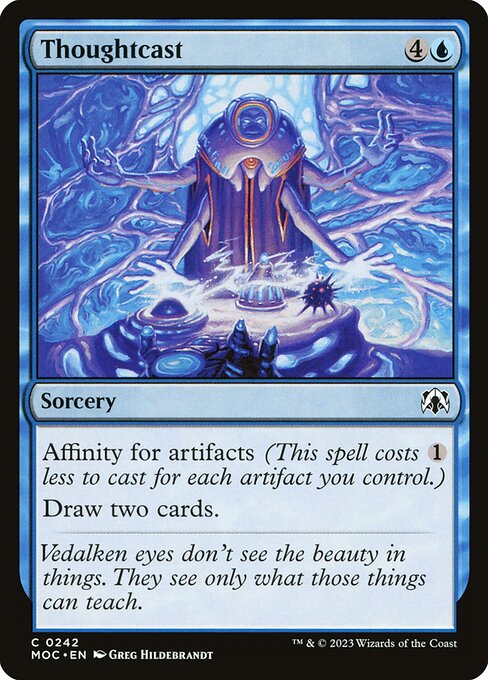 Thoughtcast 4
Sorcery
Affinity for artifacts (This spell costs 1
less to cast for each artifact you control.)
Draw two cards.
Vedalken eyes don't see the beauty in
things. They see only what those things
can teach.
C 0242
MOC • EN Greg Hildebrandt
™ & © 2023 Wizards of the Coast